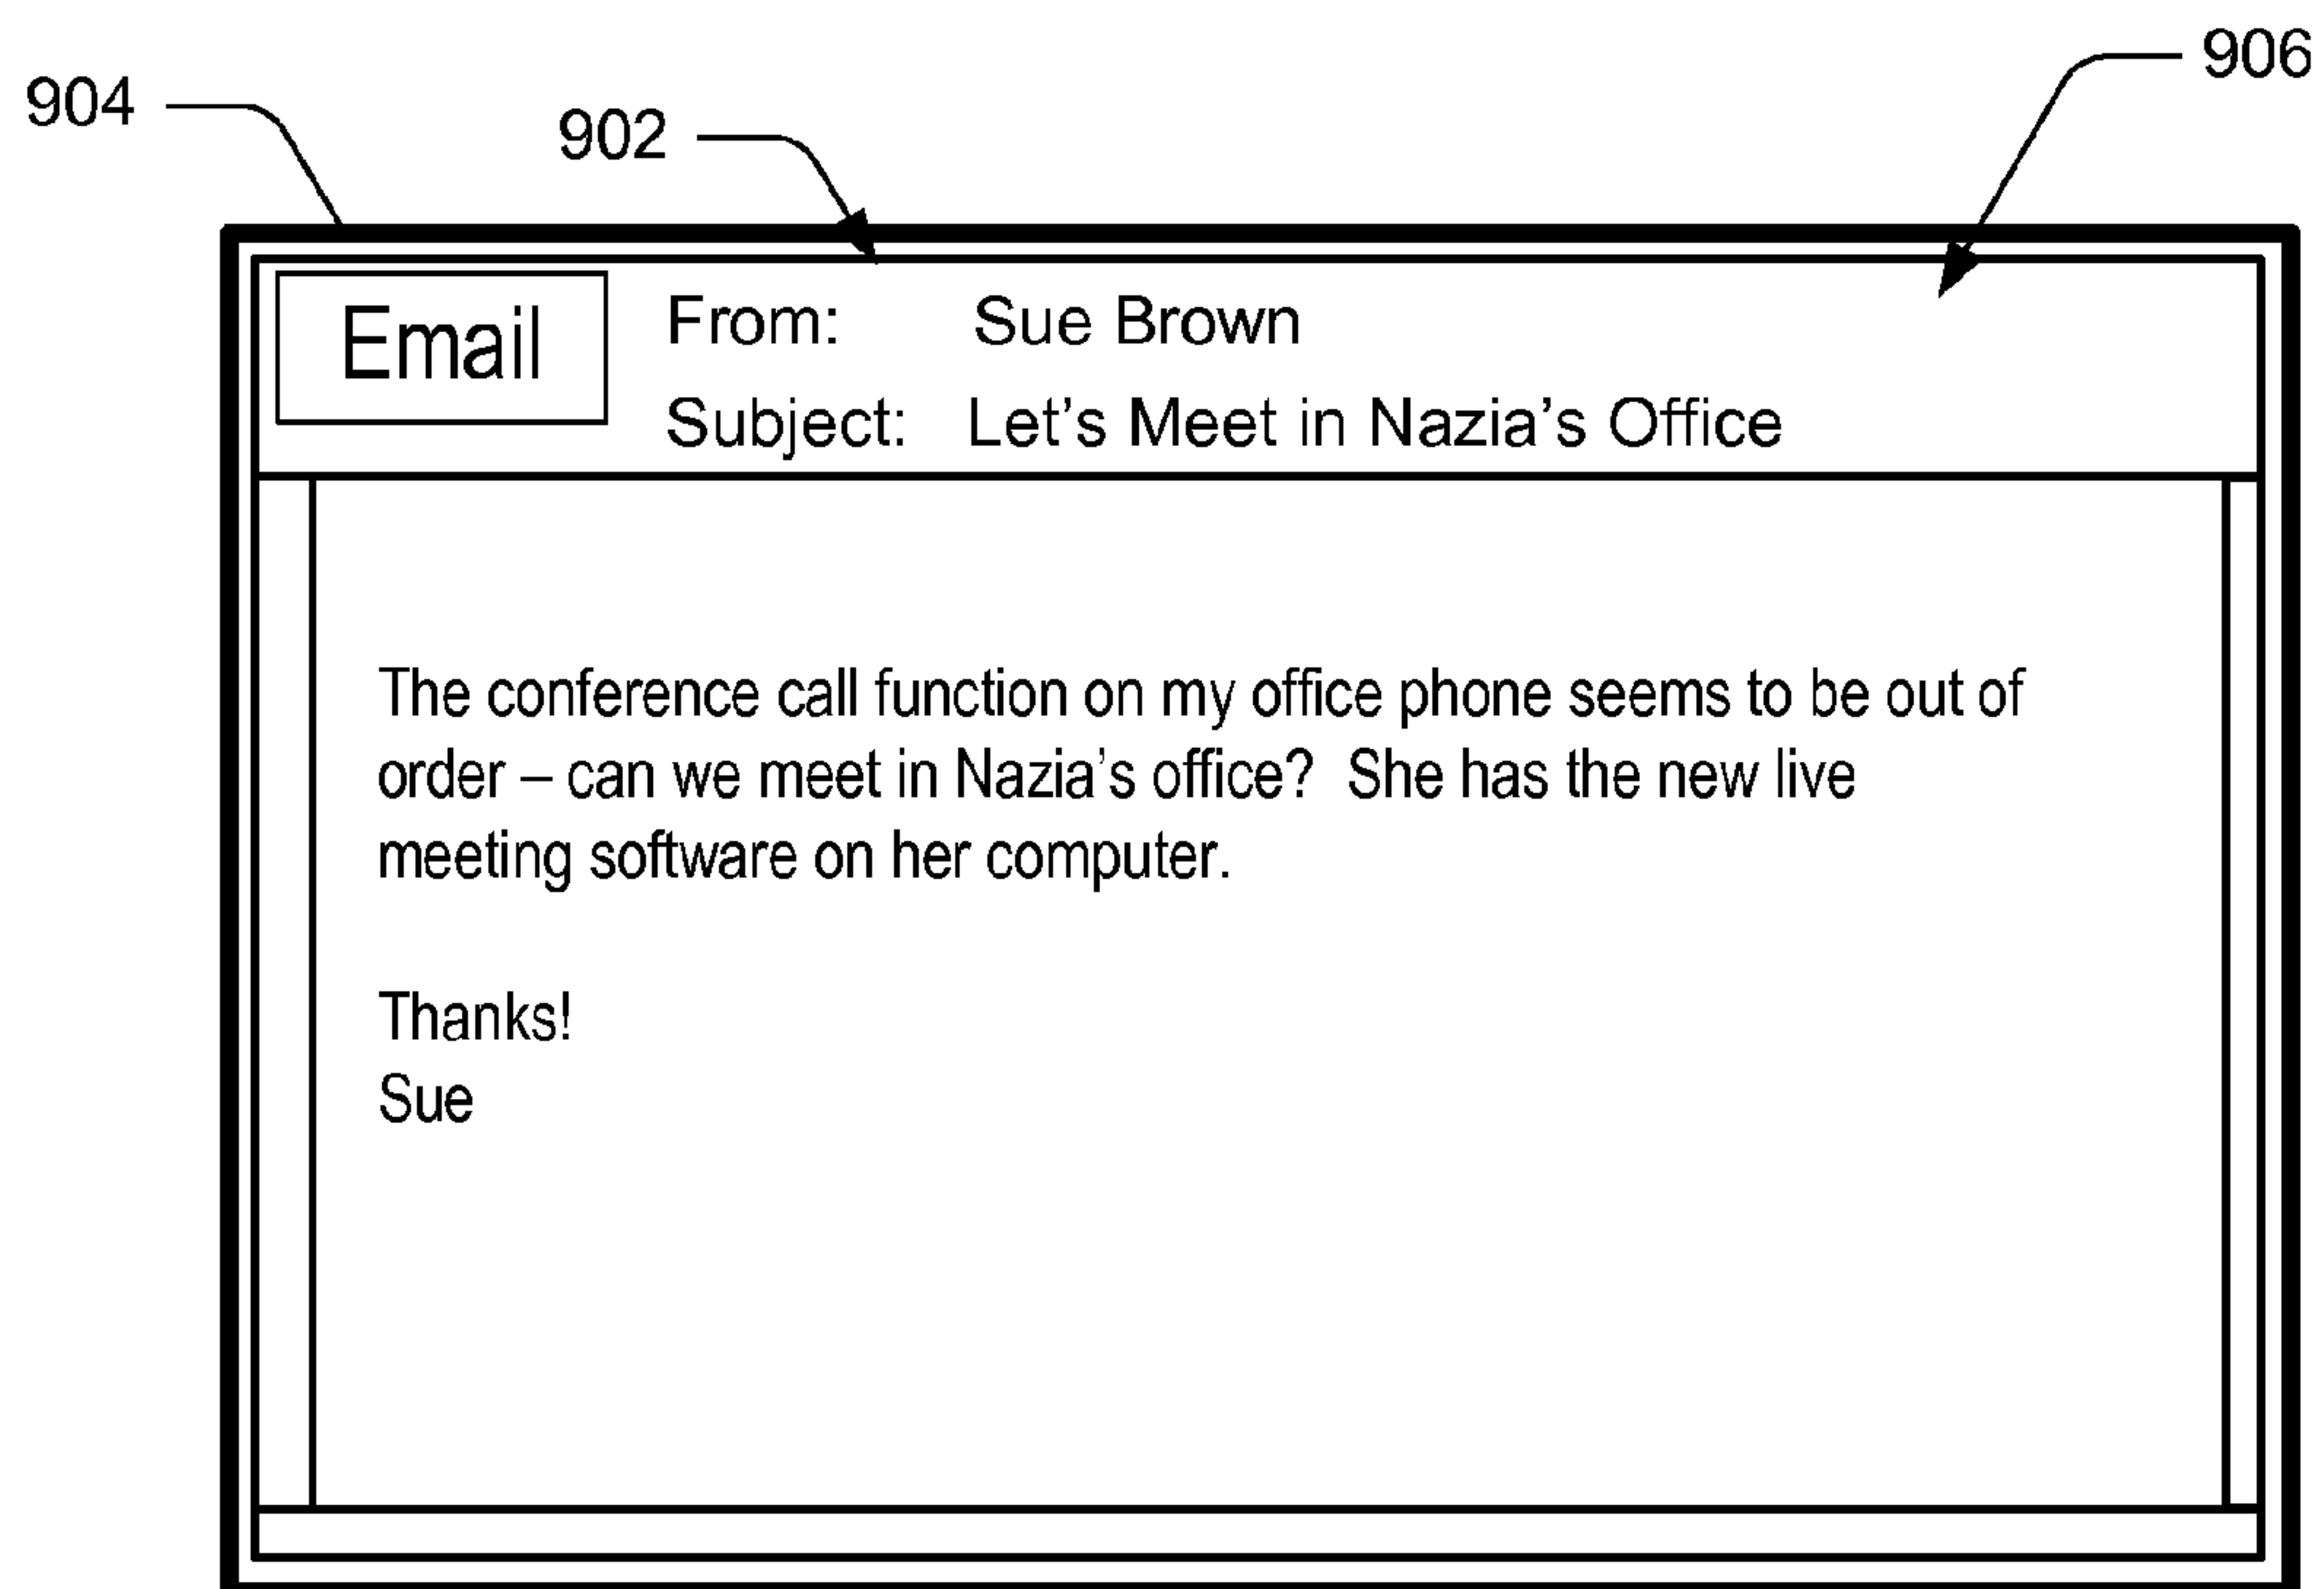 904
902
906
Email
From: Sue Brown
Subject: Let's Meet in Nazia's Office
The conference call function on my office phone seems to be out of
order – can we meet in Nazia's office? She has the new live
meeting software on her computer.
Thanks!
Sue